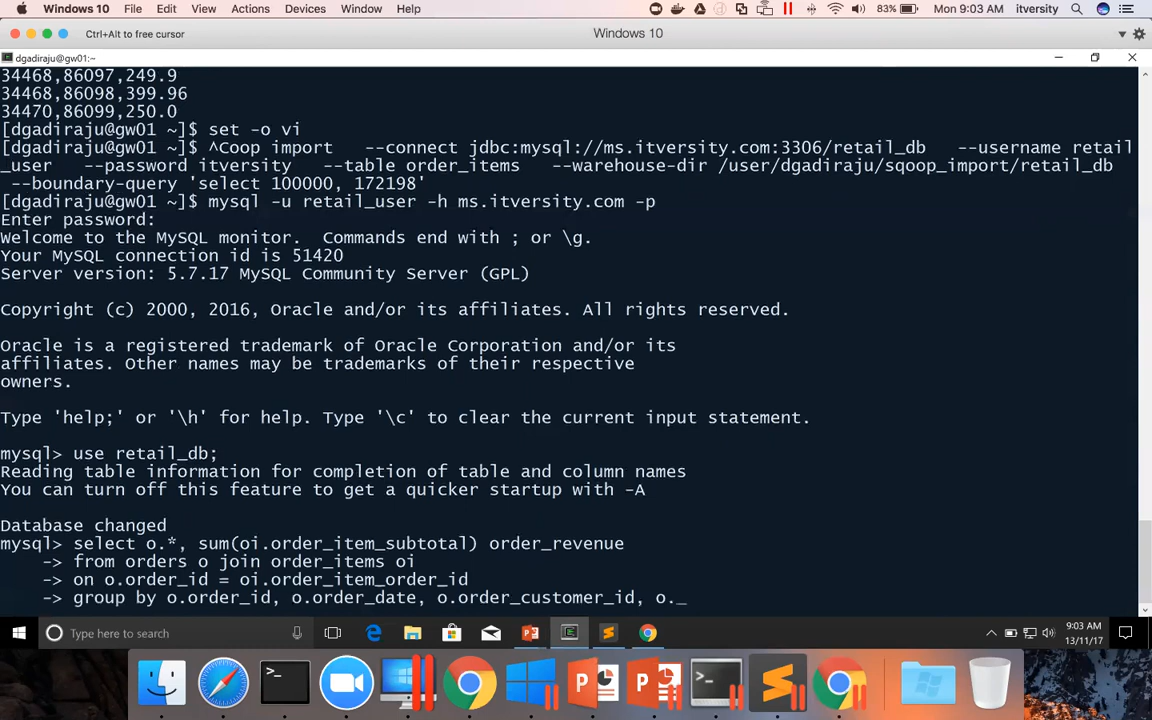 Windows 10 File Edit View Actions Devices Window Help 83% Mon 9:03 AM itversity
Ctrl+Alt to free cursor Windows 10
dgadiraju@gw01:~
34468,86097,249.9
34468,86098,399.96
34470,86099,250.0
[dgadiraju@gw01 ~]$ set -o vi
[dgadiraju@gw01 ~]$ ^Coop import   --connect jdbc:mysql://ms.itversity.com:3306/retail_db   --username retail
_user   --password itversity   --table order_items   --warehouse-dir /user/dgadiraju/sqoop_import/retail_db
--boundary-query 'select 100000, 172198'
[dgadiraju@gw01 ~]$ mysql -u retail_user -h ms.itversity.com -p
Enter password:
Welcome to the MySQL monitor.  Commands end with ; or \g.
Your MySQL connection id is 51420
Server version: 5.7.17 MySQL Community Server (GPL)
Copyright (c) 2000, 2016, Oracle and/or its affiliates. All rights reserved.
Oracle is a registered trademark of Oracle Corporation and/or its
affiliates. Other names may be trademarks of their respective
owners.
Type 'help;' or '\h' for help. Type '\c' to clear the current input statement.
mysql> use retail_db;
Reading table information for completion of table and column names
You can turn off this feature to get a quicker startup with -A
Database changed
mysql> select o.*, sum(oi.order_item_subtotal) order_revenue
-> from orders o join order_items oi
-> on o.order_id = oi.order_item_order_id
-> group by o.order_id, o.order_date, o.order_customer_id, o._
Type here to search 9:03 AM
13/11/17